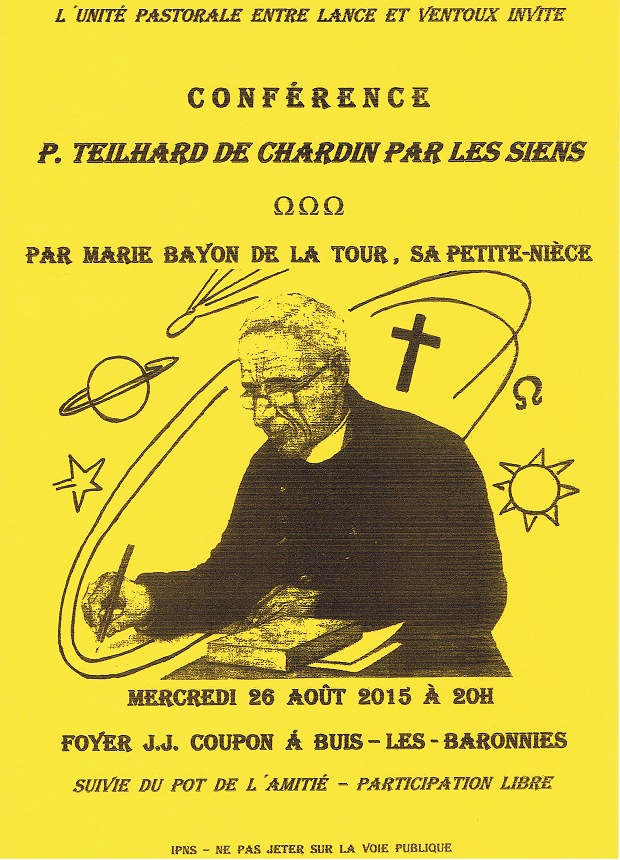 L´UNITÉ PASTORALE ENTRE LANCE ET VENTOUX INVITE
CONFÉRENCE
P. TEILHARD DE CHARDIN PAR LES SIENS
Ω Ω Ω
PAR MARIE BAYON DE LA TOUR, SA PETITE-NIÈCE
Ω
MERCREDI 26 AOÛT 2015 À 20H
FOYER J.J. COUPON Á BUIS – LES - BARONNIES
SUIVIE DU POT DE L´AMITIÉ – PARTICIPATION LIBRE
IPNS – NE PAS JETER SUR LA VOIE PUBLIQUE